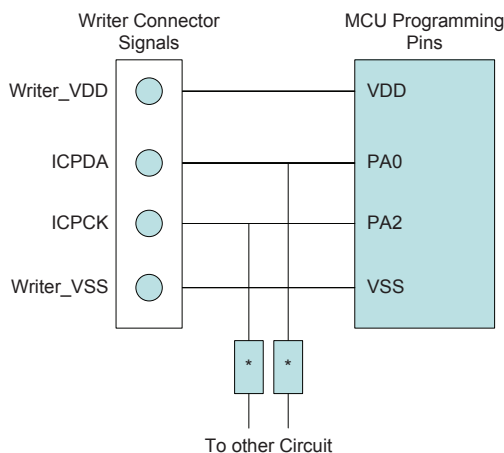 Writer Connector
Signals
MCU Programming
Pins
Writer_VDD
VDD
ICPDA
PA0
ICPCK
PA2
Writer_VSS
VSS
* *
To other Circuit